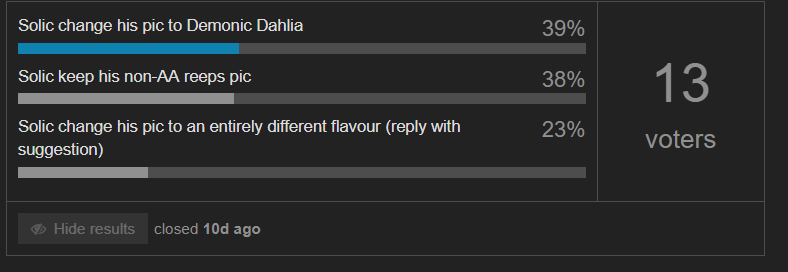 Solic change his pic to Demonic Dahlia
39%
Solic keep his non-AA reeps pic
38%
Solic change his pic to an entirely different flavour (reply with
suggestion)
23%
13
voters
Hide results closed 10d ago